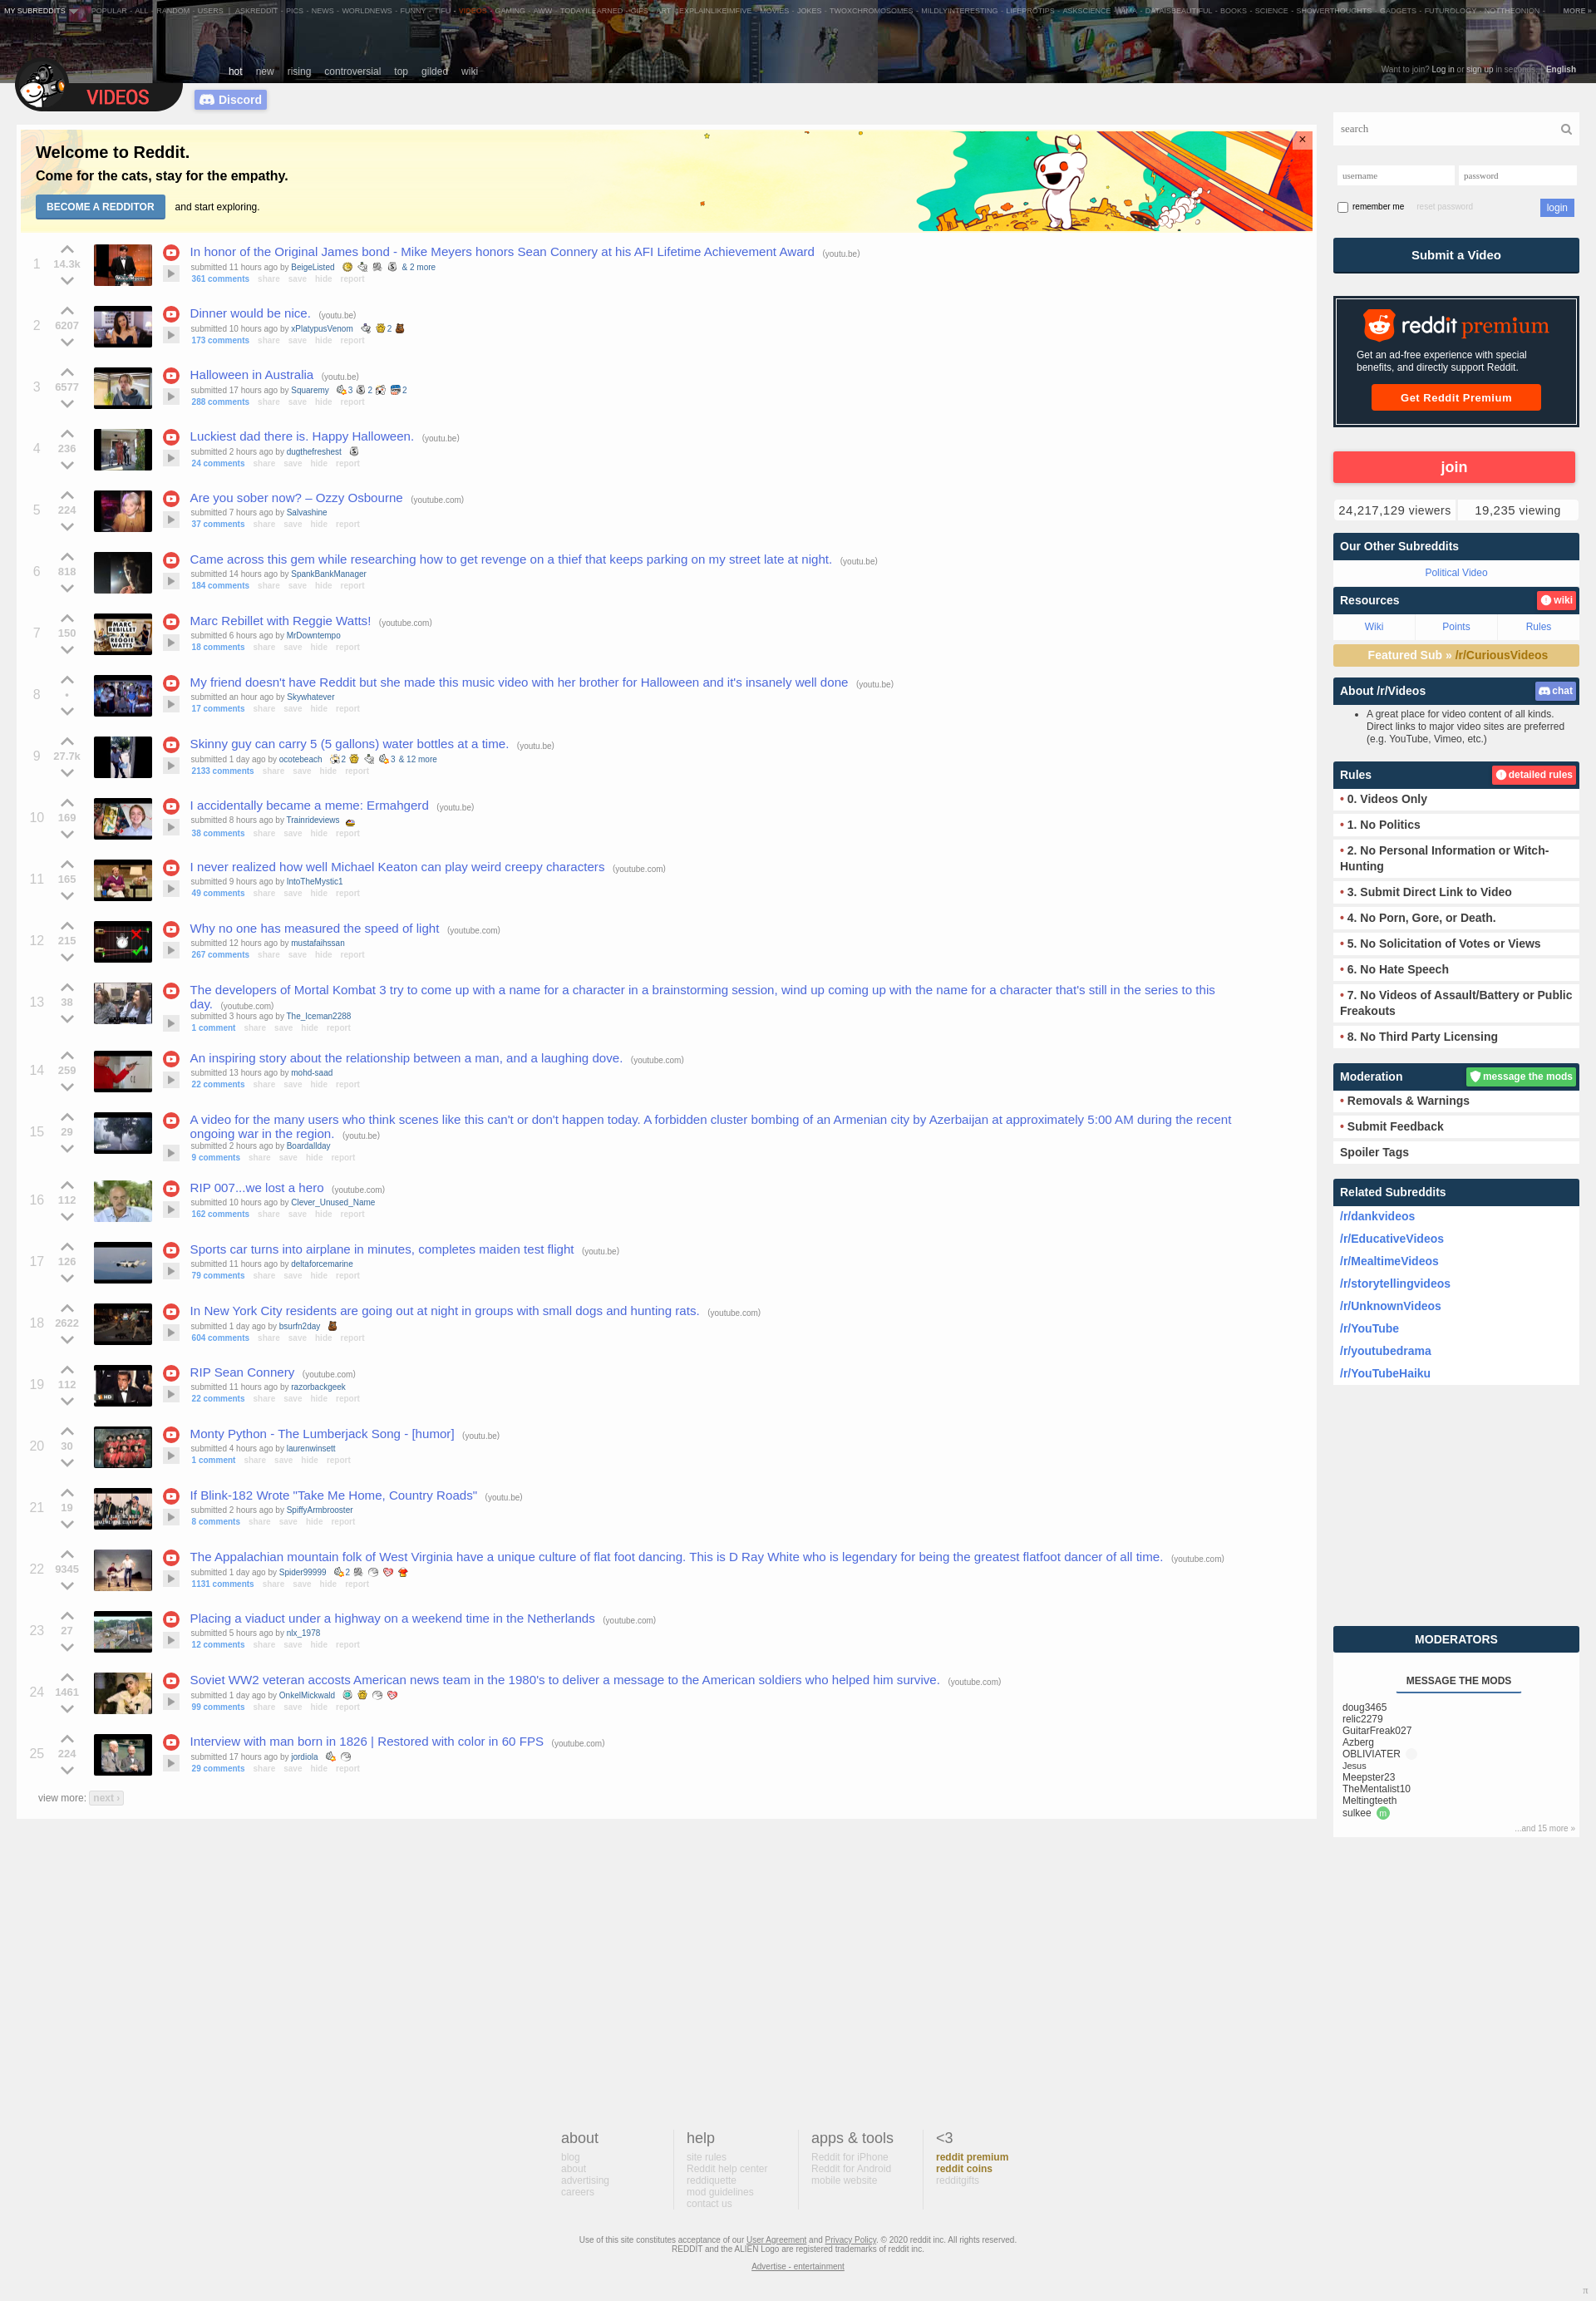 MY SUBREDDITS POPULAR - ALL - RANDOM - USERS | ASKREDDIT - PICS - NEWS - WORLDNEWS - FUNNY - TIFU - VIDEOS - GAMING - AWW - TODAYILEARNED - GIFS - ART - EXPLAINLIKEIMFIVE - MOVIES - JOKES - TWOXCHROMOSOMES - MILDLYINTERESTING - LIFEPROTIPS - ASKSCIENCE - IAMA - DATAISBEAUTIFUL - BOOKS - SCIENCE - SHOWERTHOUGHTS - GADGETS - FUTUROLOGY - NOTTHEONION - MORE »
hot new rising controversial top gilded wiki
Want to join? Log in or sign up in seconds. | English
VIDEOS
Discord
Welcome to Reddit.
Come for the cats, stay for the empathy.
BECOME A REDDITOR and start exploring.
1
14.3k
In honor of the Original James bond - Mike Meyers honors Sean Connery at his AFI Lifetime Achievement Award (youtu.be)
submitted 11 hours ago by BeigeListed & 2 more
361 comments share save hide report
2
6207
Dinner would be nice. (youtu.be)
submitted 10 hours ago by xPlatypusVenom 2
173 comments share save hide report
3
6577
Halloween in Australia (youtu.be)
submitted 17 hours ago by Squaremy 3 2 2
288 comments share save hide report
4
236
Luckiest dad there is. Happy Halloween. (youtu.be)
submitted 2 hours ago by dugthefreshest
24 comments share save hide report
5
224
Are you sober now? – Ozzy Osbourne (youtube.com)
submitted 7 hours ago by Salvashine
37 comments share save hide report
6
818
Came across this gem while researching how to get revenge on a thief that keeps parking on my street late at night. (youtu.be)
submitted 14 hours ago by SpankBankManager
184 comments share save hide report
7
150
MARC REBILLET X REGGIE WATTS
Marc Rebillet with Reggie Watts! (youtube.com)
submitted 6 hours ago by MrDowntempo
18 comments share save hide report
8
•
My friend doesn't have Reddit but she made this music video with her brother for Halloween and it's insanely well done (youtu.be)
submitted an hour ago by Skywhatever
17 comments share save hide report
9
27.7k
Skinny guy can carry 5 (5 gallons) water bottles at a time. (youtu.be)
submitted 1 day ago by ocotebeach 2 3 & 12 more
2133 comments share save hide report
10
169
I accidentally became a meme: Ermahgerd (youtu.be)
submitted 8 hours ago by Trainrideviews
38 comments share save hide report
11
165
I never realized how well Michael Keaton can play weird creepy characters (youtube.com)
submitted 9 hours ago by IntoTheMystic1
49 comments share save hide report
12
215
Why no one has measured the speed of light (youtube.com)
submitted 12 hours ago by mustafaihssan
267 comments share save hide report
13
38
The developers of Mortal Kombat 3 try to come up with a name for a character in a brainstorming session, wind up coming up with the name for a character that's still in the series to this
day. (youtube.com)
submitted 3 hours ago by The_Iceman2288
1 comment share save hide report
14
259
An inspiring story about the relationship between a man, and a laughing dove. (youtube.com)
submitted 13 hours ago by mohd-saad
22 comments share save hide report
15
29
A video for the many users who think scenes like this can't or don't happen today. A forbidden cluster bombing of an Armenian city by Azerbaijan at approximately 5:00 AM during the recent
ongoing war in the region. (youtu.be)
submitted 2 hours ago by Boardallday
9 comments share save hide report
16
112
RIP 007...we lost a hero (youtube.com)
submitted 10 hours ago by Clever_Unused_Name
162 comments share save hide report
17
126
Sports car turns into airplane in minutes, completes maiden test flight (youtu.be)
submitted 11 hours ago by deltaforcemarine
79 comments share save hide report
18
2622
In New York City residents are going out at night in groups with small dogs and hunting rats. (youtube.com)
submitted 1 day ago by bsurfn2day
604 comments share save hide report
19
112
HD
RIP Sean Connery (youtube.com)
submitted 11 hours ago by razorbackgeek
22 comments share save hide report
20
30
Monty Python - The Lumberjack Song - [humor] (youtu.be)
submitted 4 hours ago by laurenwinsett
1 comment share save hide report
21
19
If Blink-182 Wrote "Take Me Home, Country Roads" (youtu.be)
submitted 2 hours ago by SpiffyArmbrooster
8 comments share save hide report
22
9345
The Appalachian mountain folk of West Virginia have a unique culture of flat foot dancing. This is D Ray White who is legendary for being the greatest flatfoot dancer of all time. (youtube.com)
submitted 1 day ago by Spider99999 2
1131 comments share save hide report
23
27
Placing a viaduct under a highway on a weekend time in the Netherlands (youtube.com)
submitted 5 hours ago by nlx_1978
12 comments share save hide report
24
1461
Soviet WW2 veteran accosts American news team in the 1980's to deliver a message to the American soldiers who helped him survive. (youtube.com)
submitted 1 day ago by OnkelMickwald
99 comments share save hide report
25
224
Interview with man born in 1826 | Restored with color in 60 FPS (youtube.com)
submitted 17 hours ago by jordiola
29 comments share save hide report
view more: next ›
search
username password
remember me reset password login
Submit a Video
reddit premium
Get an ad-free experience with special
benefits, and directly support Reddit.
Get Reddit Premium
join
24,217,129 viewers 19,235 viewing
Our Other Subreddits
Political Video
Resources wiki
Wiki Points Rules
Featured Sub » /r/CuriousVideos
About /r/Videos chat
• A great place for video content of all kinds.
Direct links to major video sites are preferred
(e.g. YouTube, Vimeo, etc.)
Rules detailed rules
• 0. Videos Only
• 1. No Politics
• 2. No Personal Information or Witch-
Hunting
• 3. Submit Direct Link to Video
• 4. No Porn, Gore, or Death.
• 5. No Solicitation of Votes or Views
• 6. No Hate Speech
• 7. No Videos of Assault/Battery or Public
Freakouts
• 8. No Third Party Licensing
Moderation message the mods
• Removals & Warnings
• Submit Feedback
Spoiler Tags
Related Subreddits
/r/dankvideos
/r/EducativeVideos
/r/MealtimeVideos
/r/storytellingvideos
/r/UnknownVideos
/r/YouTube
/r/youtubedrama
/r/YouTubeHaiku
MODERATORS
MESSAGE THE MODS
doug3465
relic2279
GuitarFreak027
Azberg
OBLIVIATER
Jesus
Meepster23
TheMentalist10
Meltingteeth
sulkee m
...and 15 more »
about
blog
about
advertising
careers
help
site rules
Reddit help center
reddiquette
mod guidelines
contact us
apps & tools
Reddit for iPhone
Reddit for Android
mobile website
<3
reddit premium
reddit coins
redditgifts
Use of this site constitutes acceptance of our User Agreement and Privacy Policy. © 2020 reddit inc. All rights reserved.
REDDIT and the ALIEN Logo are registered trademarks of reddit inc.
Advertise - entertainment
π